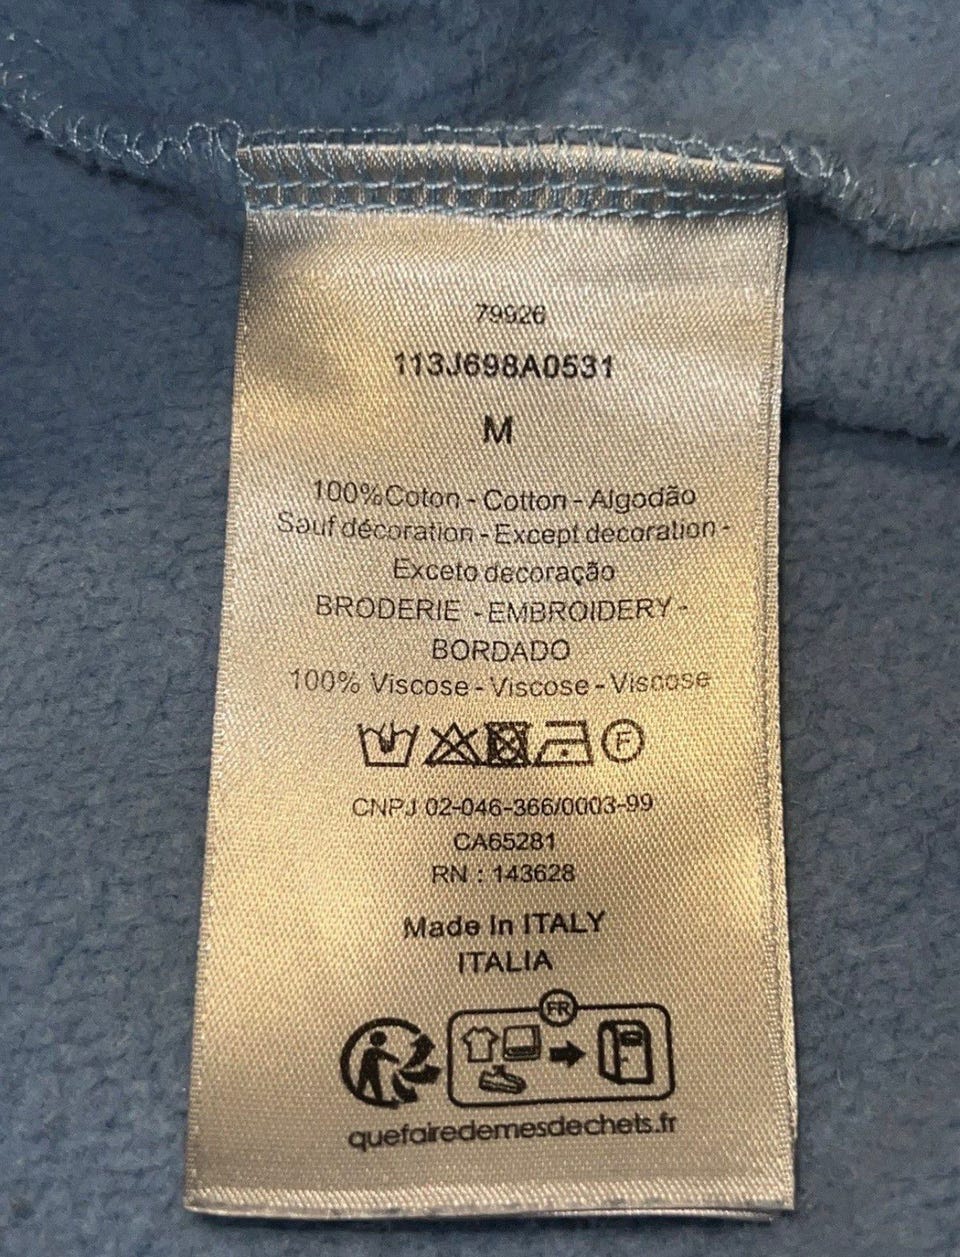 79926
113J698A0531
M
100%Coton - Cotton - Algodão
Sauf décoration - Except decoration -
Exceto decoração
BRODERIE - EMBROIDERY -
BORDADO
100% Viscose - Viscose - Viscose
F
CNPJ 02-046-366/0003-99
CA65281
RN : 143628
Made In ITALY
ITALIA
FR
quefairedemesdechets.fr